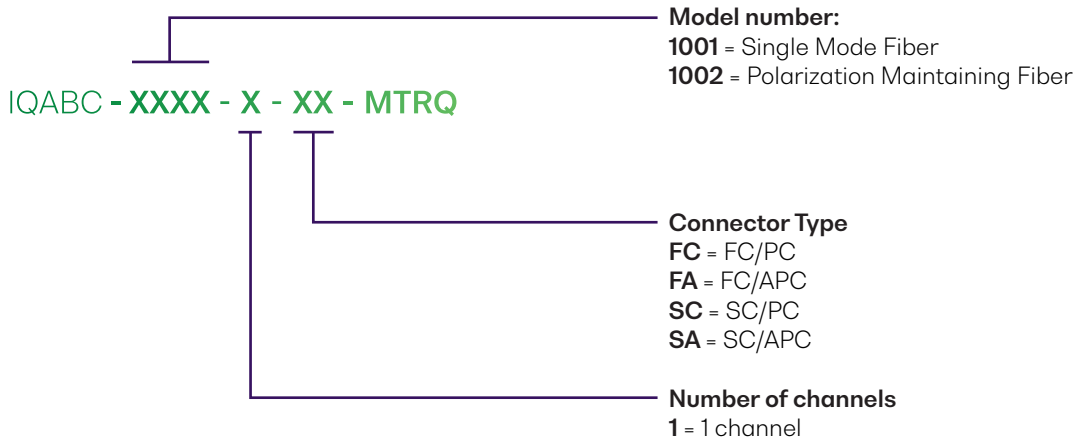 Model number:
1001 = Single Mode Fiber
1002 = Polarization Maintaining Fiber
IQABC - XXXX - X - XX - MTRQ
Connector Type
FC = FC/PC
FA = FC/APC
SC = SC/PC
SA = SC/APC
Number of channels
1 = 1 channel